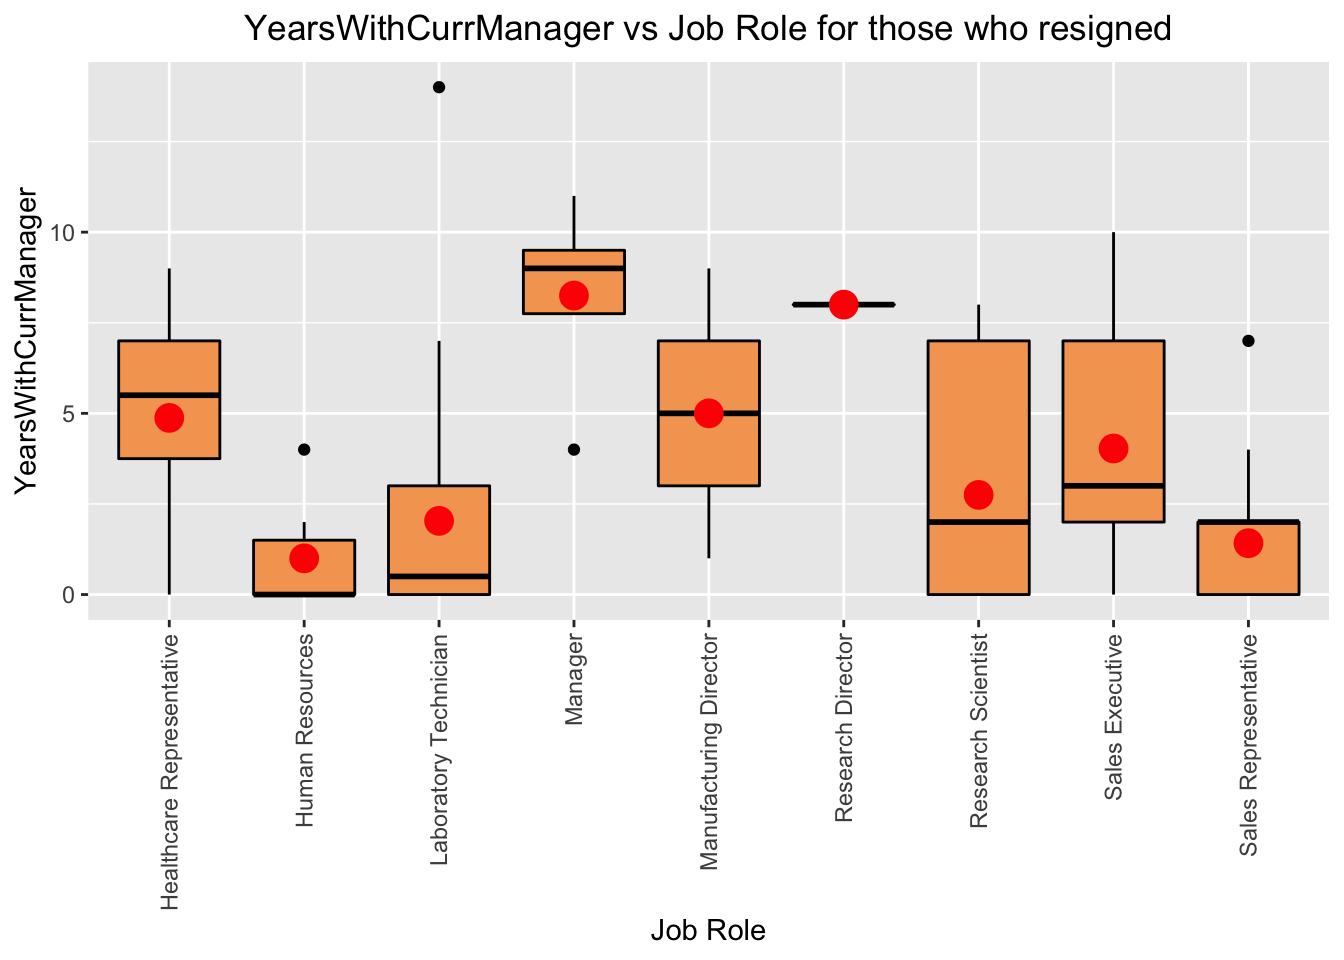 YearsWithCurrManager vs Job Role for those who resigned
YearsWithCurrManager
10
5
0
Healthcare Representative
Human Resources
Laboratory Technician
Manager
Manufacturing Director
Research Director
Research Scientist
Sales Executive
Sales Representative
Job Role